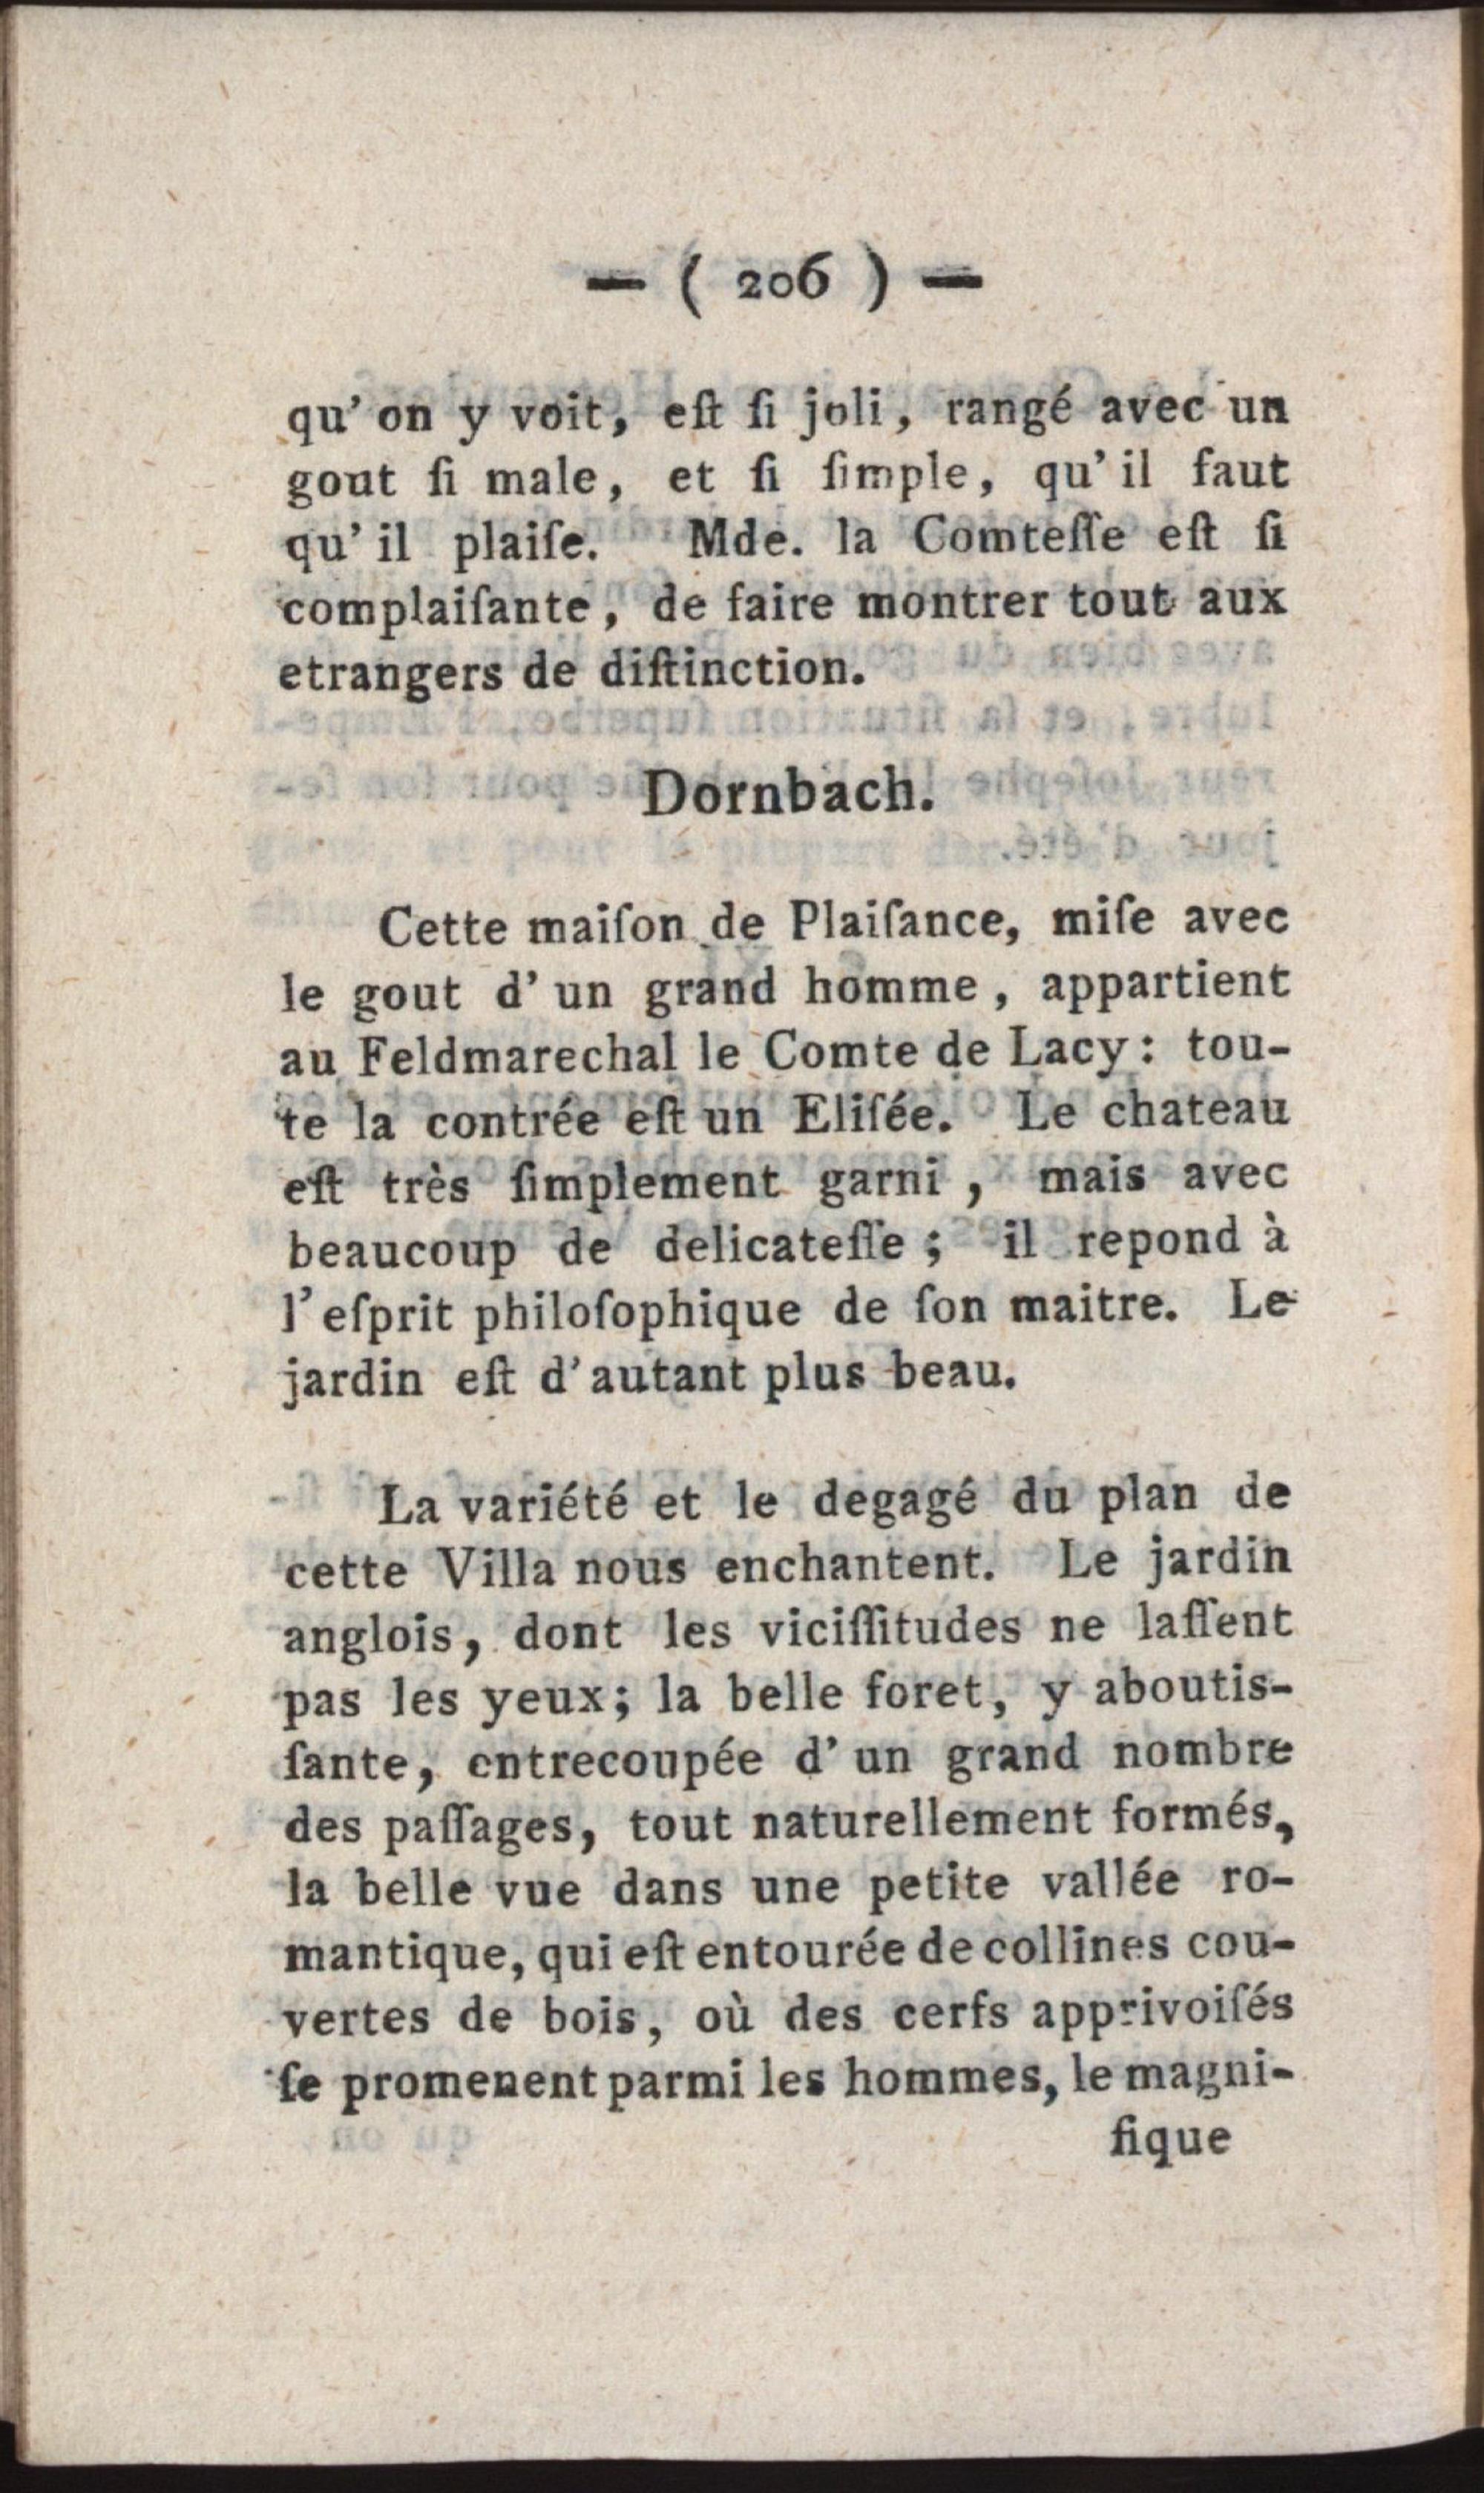 — ( 206 ) —
qu' on y voit, eſt ſi joli, rangé avec un
gout ſi male, et ſi ſimple, qu' il faut
qu' il plaiſe. Mde. la Comteſſe eſt ſi
complaiſante, de faire montrer tout aux
etrangers de diſtinction.
Dornbach.
Cette maiſon de Plaiſance, miſe avec
le gout d' un grand homme, appartient
au Feldmarechal le Comte de Lacy: tou-
te la contrée eſt un Eliſée. Le chateau
eſt très ſimplement garni, mais avec
beaucoup de delicateſſe; il repond à
l' eſprit philoſophique de ſon maitre. Le
jardin eſt d' autant plus beau.
La variété et le degagé du plan de
cette Villa nous enchantent. Le jardin
anglois, dont les viciſſitudes ne laſſent
pas les yeux; la belle foret, y aboutis-
ſante, entrecoupée d' un grand nombre
des paſſages, tout naturellement formés,
la belle vue dans une petite vallée ro-
mantique, qui eſt entourée de collines cou-
vertes de bois, où des cerfs apprivoiſés
ſe promenent parmi les hommes, le magni-
fique